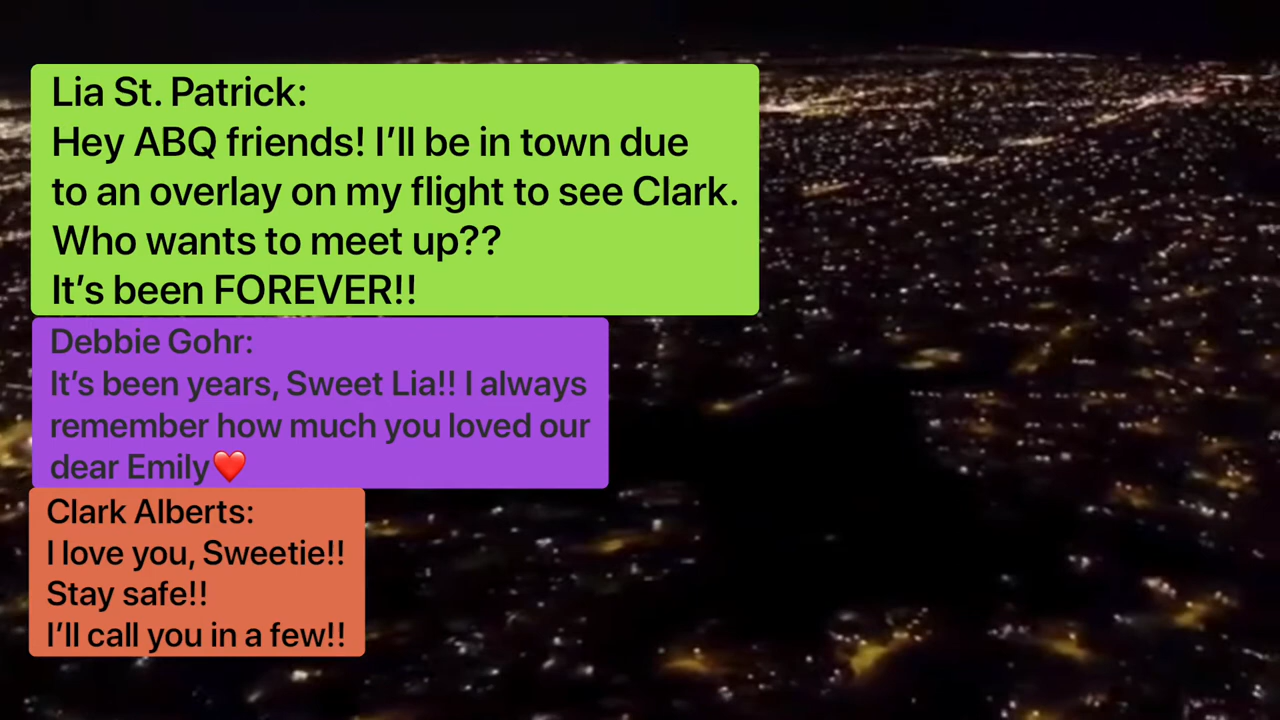 Lia St. Patrick:
Hey ABQ friends! I’ll be in town due
to an overlay on my flight to see Clark.
Who wants to meet up??
It’s been FOREVER!!
Debbie Gohr:
It’s been years, Sweet Lia!! I always
remember how much you loved our
dear Emily❤️
Clark Alberts:
I love you, Sweetie!!
Stay safe!!
I’ll call you in a few!!